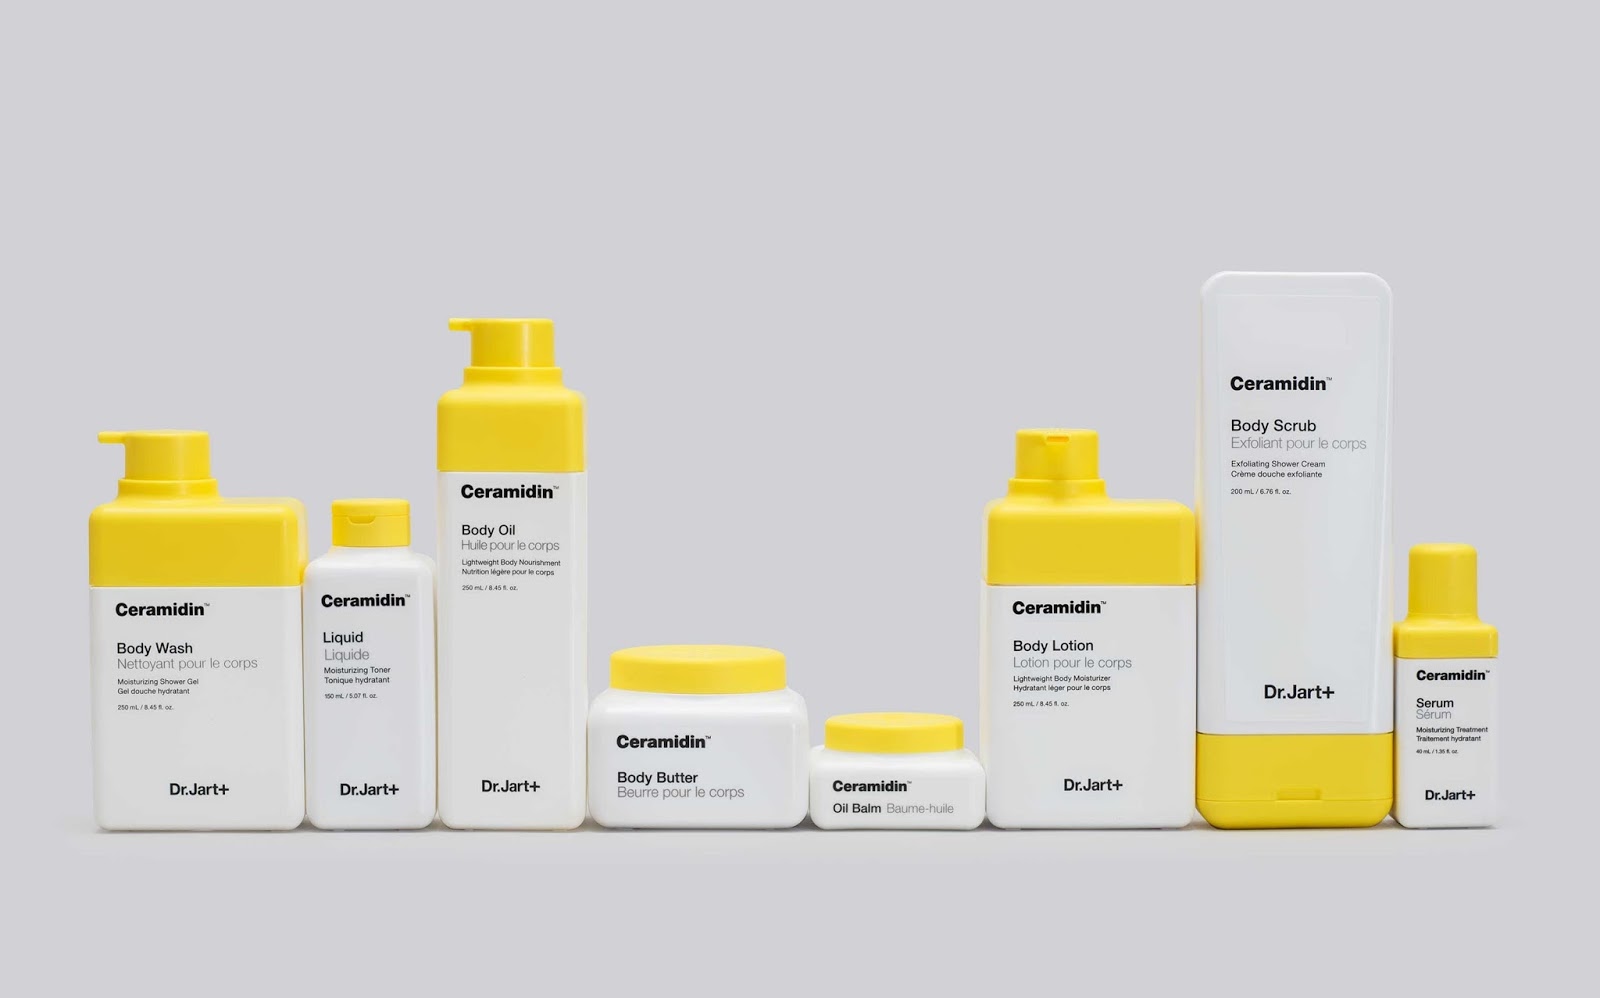 Ceramidin™
Body Wash
Nettoyant pour le corps
Moisturizing Shower Gel
Gel douche hydratant
250 mL / 8.45 fl. oz.
Dr.Jart+
Ceramidin™
Liquid
Liquide
Moisturizing Toner
Tonique hydratant
150 mL / 5.07 fl. oz.
Dr.Jart+
Ceramidin™
Body Oil
Huile pour le corps
Lightweight Body Nourishment
Nutrition légère pour le corps
250 mL / 8.45 fl. oz.
Dr.Jart+
Ceramidin™
Body Butter
Beurre pour le corps
Ceramidin™
Oil Balm Baume-huile
Ceramidin™
Body Lotion
Lotion pour le corps
Lightweight Body Moisturizer
Hydratant léger pour le corps
250 mL / 8.45 fl. oz.
Dr.Jart+
Ceramidin™
Body Scrub
Exfoliant pour le corps
Exfoliating Shower Cream
Crème douche exfoliante
200 mL / 6.76 fl. oz.
Dr.Jart+
Ceramidin™
Serum
Sérum
Moisturizing Treatment
Traitement hydratant
40 mL / 1.35 fl. oz.
Dr.Jart+